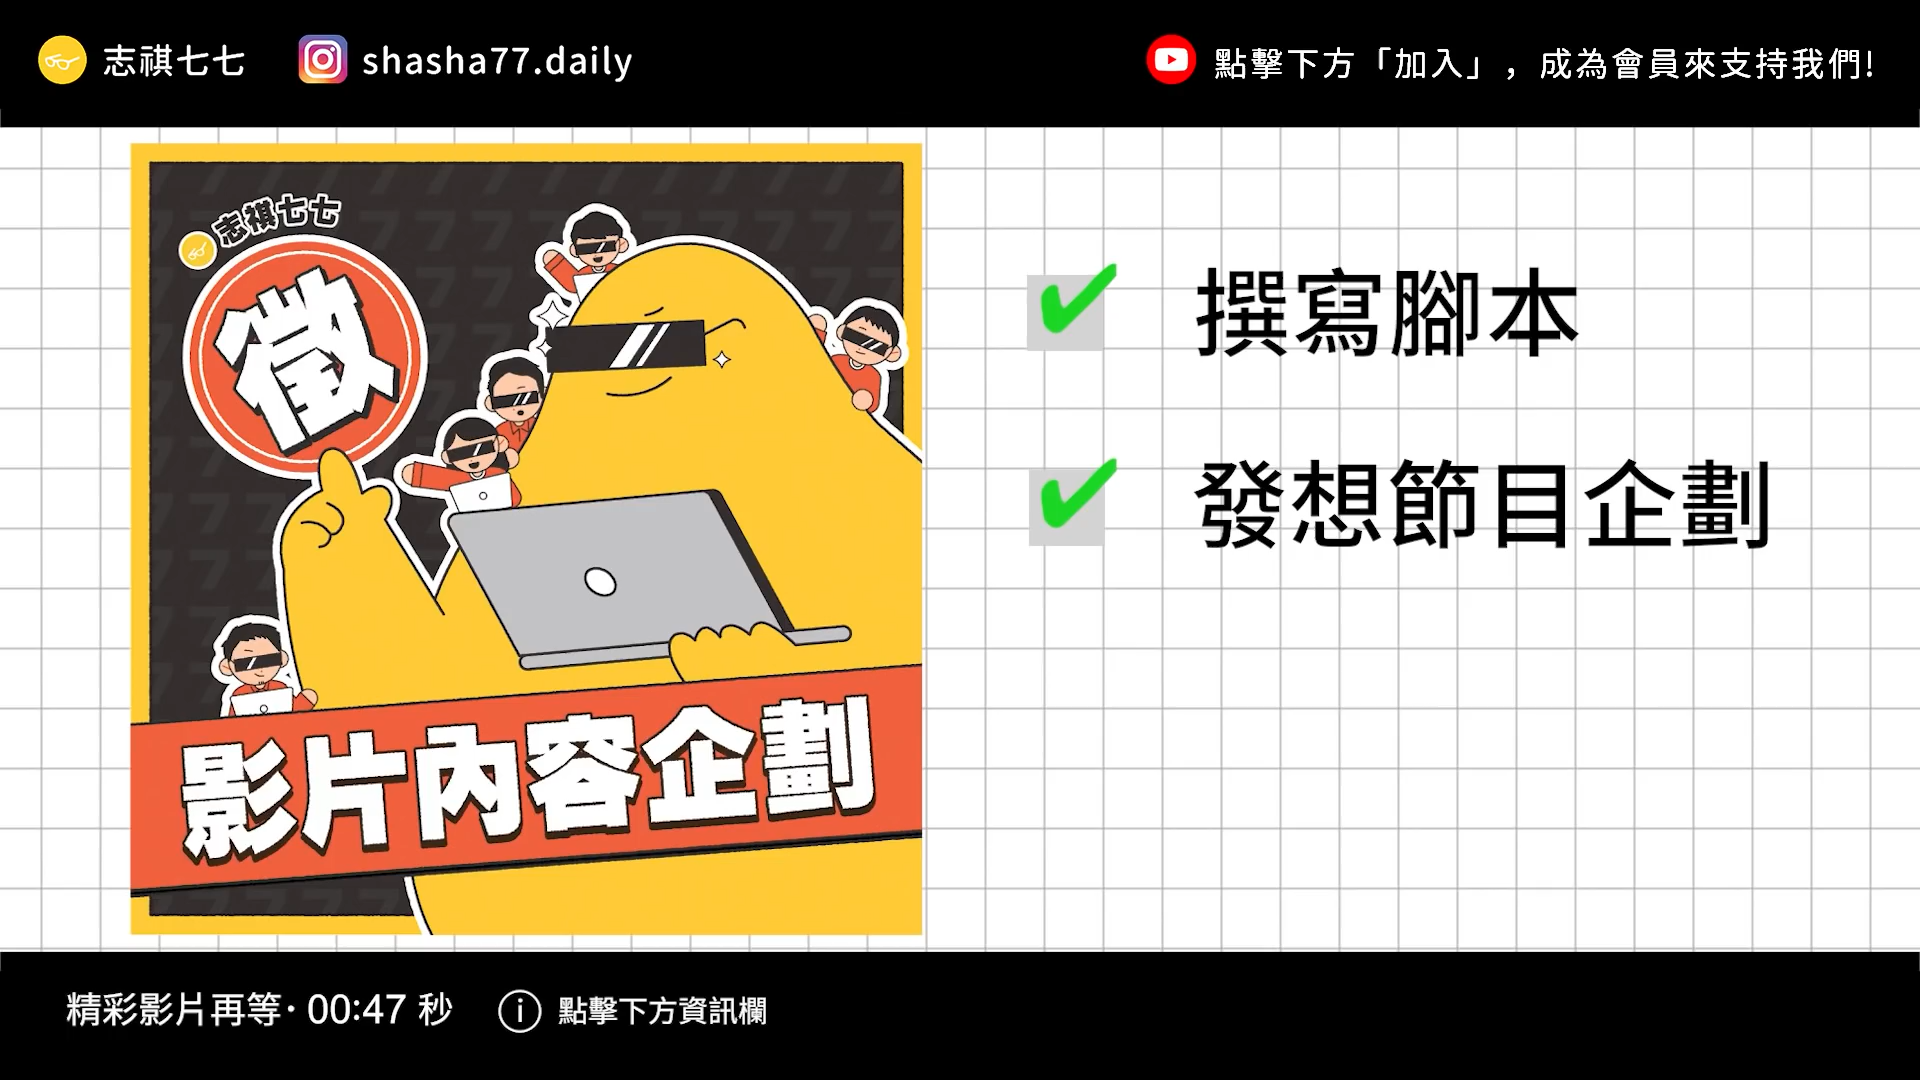 志祺七七
shasha77.daily
點擊下方「加入」，成為會員來支持我們!
志祺七七
徵
影片內容企劃
撰寫腳本
發想節目企劃
精彩影片再等· 00:47 秒
點擊下方資訊欄